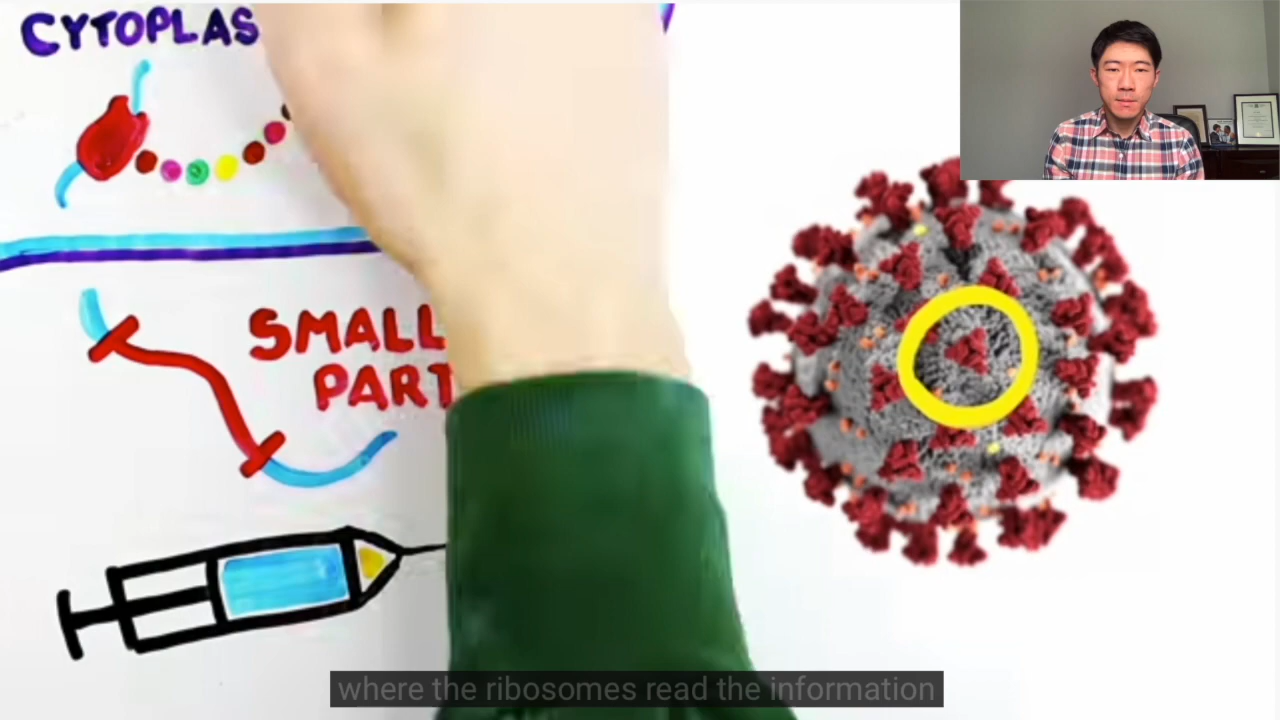 CYTOPLAS
SMALL
PART
where the ribosomes read the information